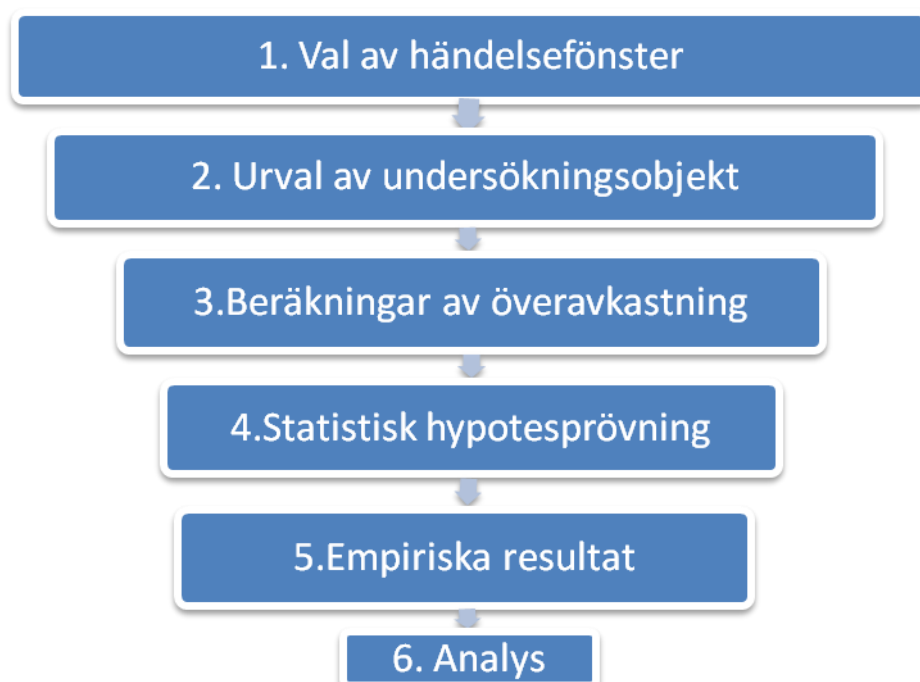 1. Val av händelsefönster
2. Urval av undersökningsobjekt
3.Beräkningar av överavkastning
4.Statistisk hypotesprövning
5.Empiriska resultat
6. Analys